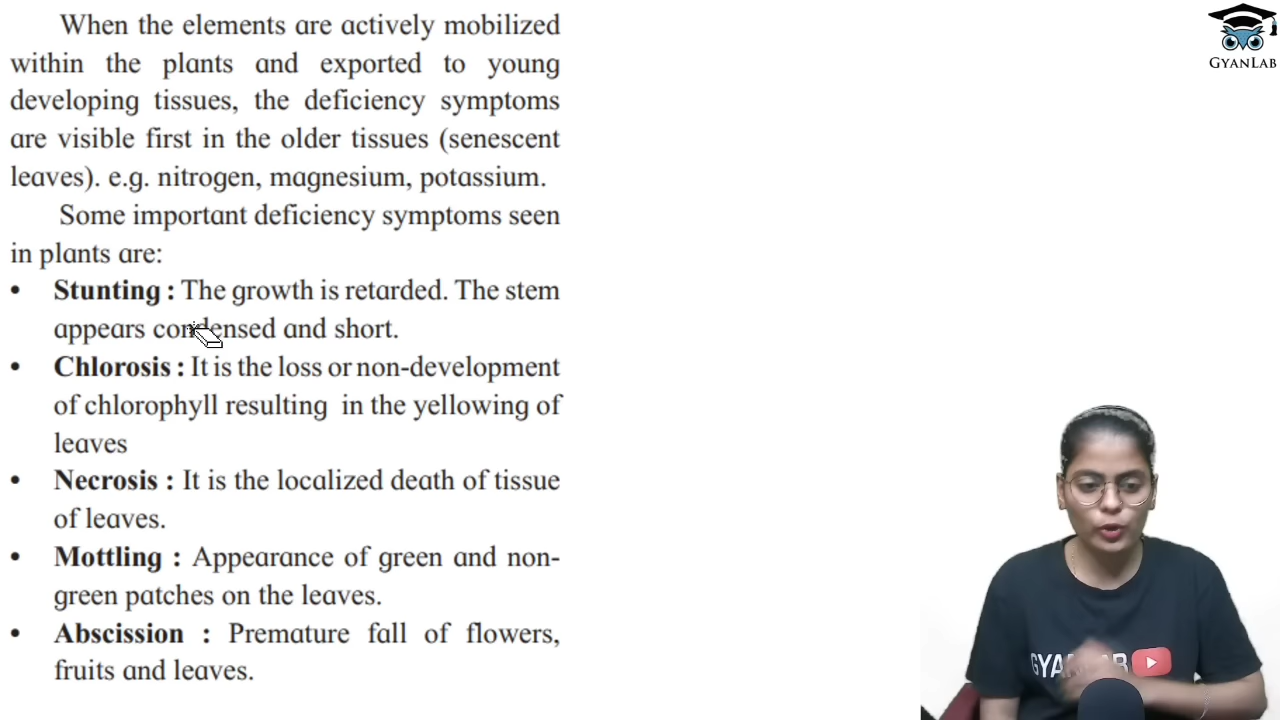 When the elements are actively mobilized
within the plants and exported to young
developing tissues, the deficiency symptoms
are visible first in the older tissues (senescent
leaves). e.g. nitrogen, magnesium, potassium.
Some important deficiency symptoms seen
in plants are:
• Stunting : The growth is retarded. The stem
appears condensed and short.
• Chlorosis : It is the loss or non-development
of chlorophyll resulting in the yellowing of
leaves
• Necrosis : It is the localized death of tissue
of leaves.
• Mottling : Appearance of green and non-
green patches on the leaves.
• Abscission : Premature fall of flowers,
fruits and leaves.
GYANLAB